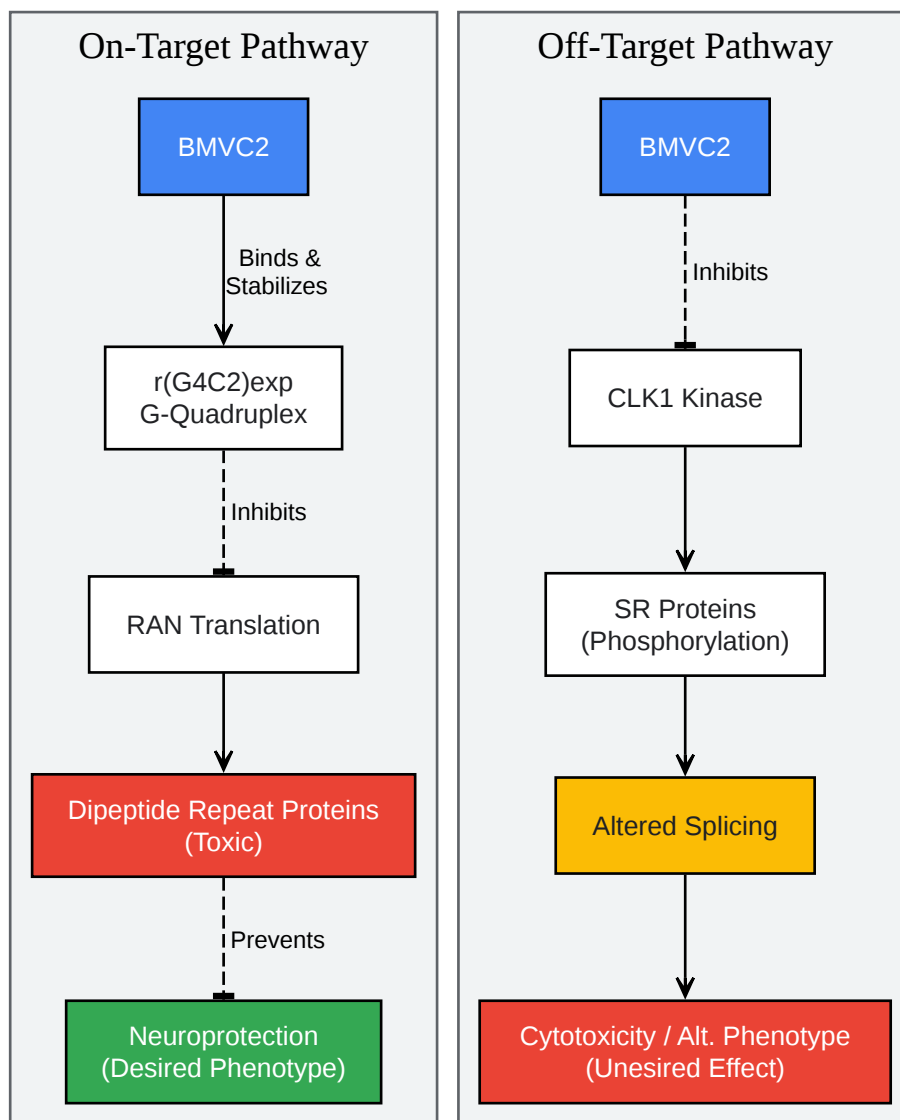 On-Target Pathway
BMVC2
Binds &
Stabilizes
r(G4C2)exp
G-Quadruplex
Inhibits
RAN Translation
Dipeptide Repeat Proteins
(Toxic)
Prevents
Neuroprotection
(Desired Phenotype)
Off-Target Pathway
BMVC2
Inhibits
CLK1 Kinase
SR Proteins
(Phosphorylation)
Altered Splicing
Cytotoxicity / Alt. Phenotype
(Unesired Effect)